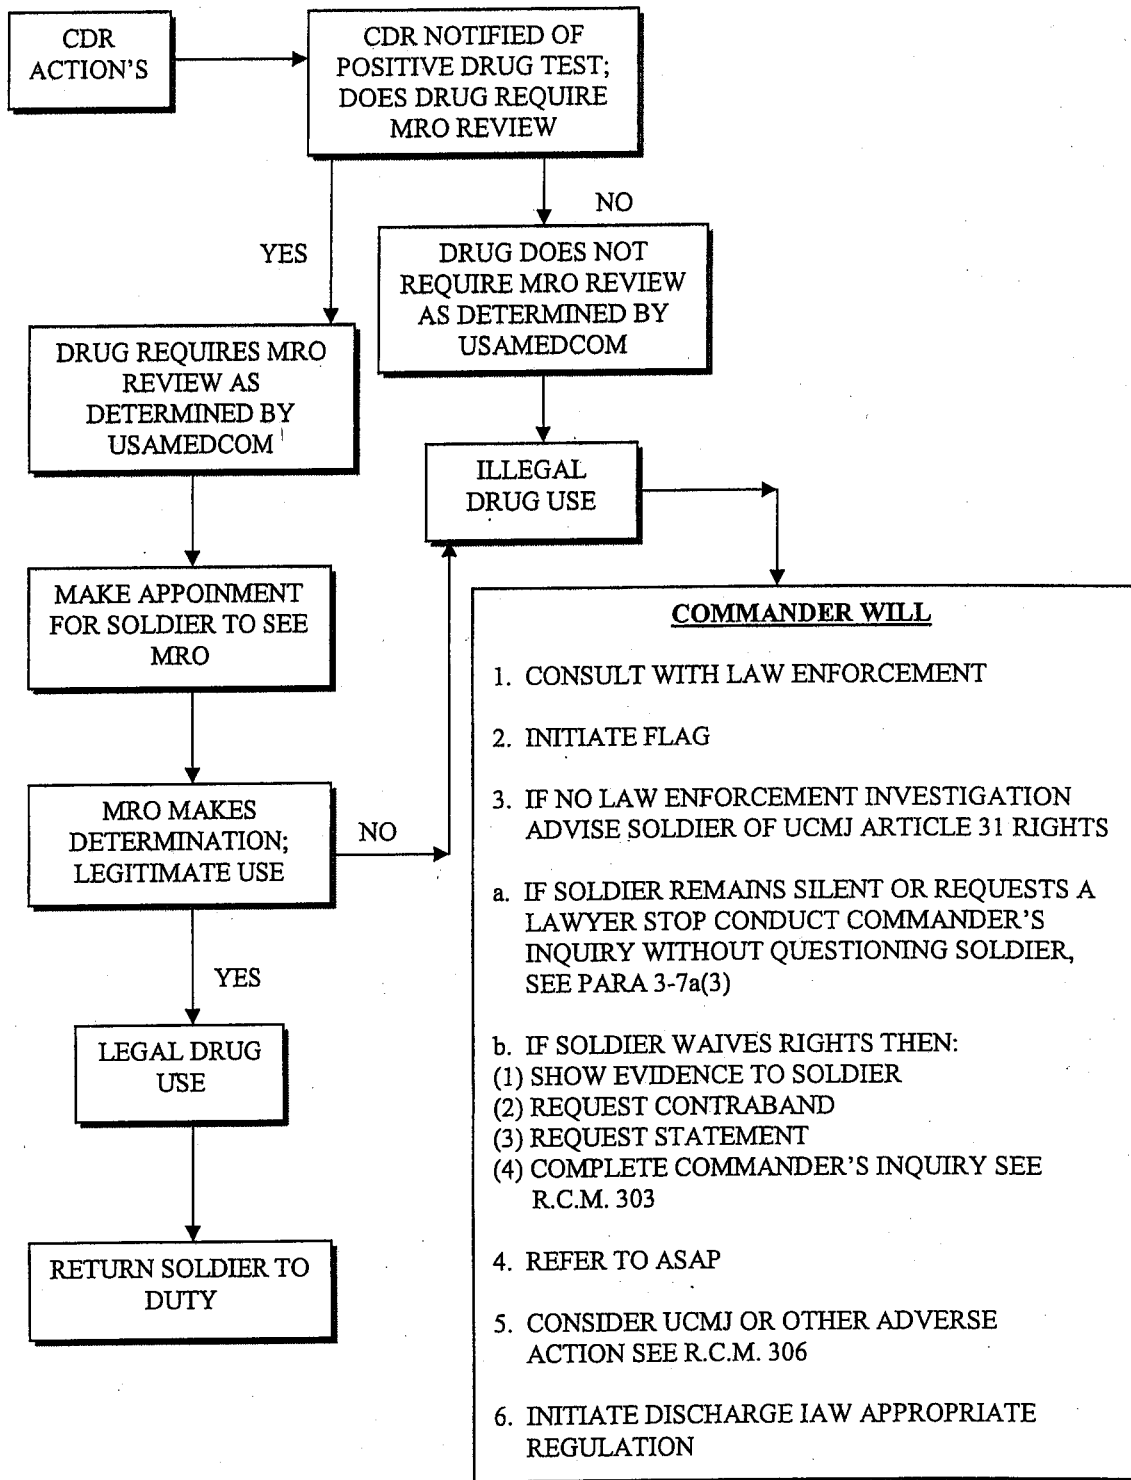 CDR
ACTION'S
CDR NOTIFIED OF
POSITIVE DRUG TEST;
DOES DRUG REQUIRE
MRO REVIEW
YES
NO
DRUG DOES NOT
REQUIRE MRO REVIEW
AS DETERMINED BY
USAMEDCOM
DRUG REQUIRES MRO
REVIEW AS
DETERMINED BY
USAMEDCOM
ILLEGAL
DRUG USE
MAKE APPOINMENT
FOR SOLDIER TO SEE
MRO
MRO MAKES
DETERMINATION;
LEGITIMATE USE
NO
YES
LEGAL DRUG
USE
RETURN SOLDIER TO
DUTY
COMMANDER WILL
1. CONSULT WITH LAW ENFORCEMENT
2. INITIATE FLAG
3. IF NO LAW ENFORCEMENT INVESTIGATION
ADVISE SOLDIER OF UCMJ ARTICLE 31 RIGHTS
a. IF SOLDIER REMAINS SILENT OR REQUESTS A
LAWYER STOP CONDUCT COMMANDER'S
INQUIRY WITHOUT QUESTIONING SOLDIER,
SEE PARA 3-7a(3)
b. IF SOLDIER WAIVES RIGHTS THEN:
(1) SHOW EVIDENCE TO SOLDIER
(2) REQUEST CONTRABAND
(3) REQUEST STATEMENT
(4) COMPLETE COMMANDER'S INQUIRY SEE
R.C.M. 303
4. REFER TO ASAP
5. CONSIDER UCMJ OR OTHER ADVERSE
ACTION SEE R.C.M. 306
6. INITIATE DISCHARGE IAW APPROPRIATE
REGULATION